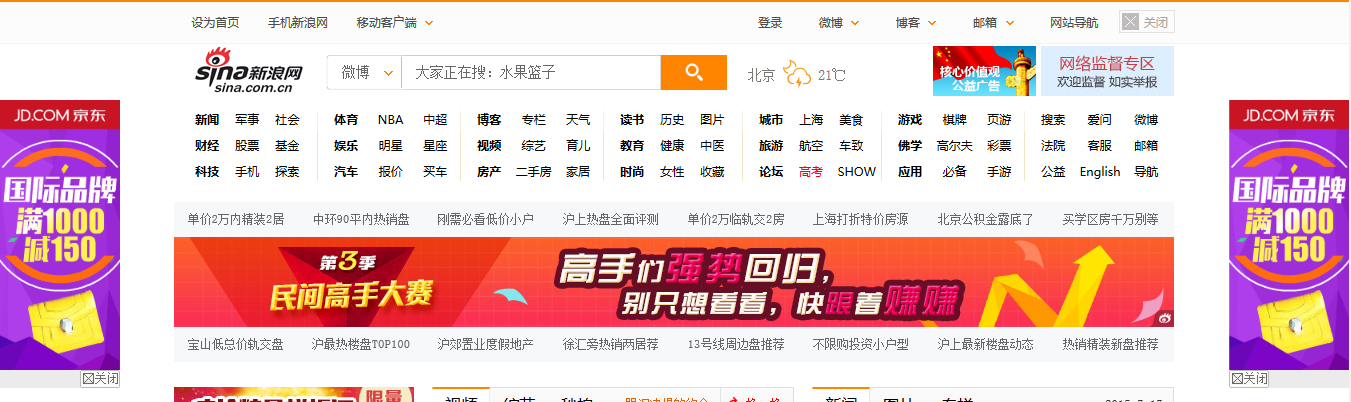 设为首页 手机新浪网 移动客户端 登录 微博 博客 邮箱 网站导航 关闭
sina新浪网
sina.com.cn
微博 大家正在搜：水果篮子 北京 21℃
核心价值观
公益广告
网络监督专区
欢迎监督 如实举报
JD.COM 京东
国际品牌
满1000
减150
关闭
新闻 军事 社会 体育 NBA 中超 博客 专栏 天气 读书 历史 图片 城市 上海 美食 游戏 棋牌 页游 搜索 爱问 微博
财经 股票 基金 娱乐 明星 星座 视频 综艺 育儿 教育 健康 中医 旅游 航空 车致 佛学 高尔夫 彩票 法院 客服 邮箱
科技 手机 探索 汽车 报价 买车 房产 二手房 家居 时尚 女性 收藏 论坛 高考 SHOW 应用 必备 手游 公益 English 导航
单价2万内精装2居 中环90平内热销盘 刚需必看低价小户 沪上热盘全面评测 单价2万临轨交2房 上海打折特价房源 北京公积金露底了 买学区房千万别等
第3季
民间高手大赛
高手们强势回归，
别只想看看，快跟着赚赚
宝山低总价轨交盘 沪最热楼盘TOP100 沪郊置业度假地产 徐汇旁热销两居荐 13号线周边盘推荐 不限购投资小户型 沪上最新楼盘动态 热销精装新盘推荐
JD.COM 京东
国际品牌
满1000
减150
关闭
限量
视频 综艺 新闻 图片